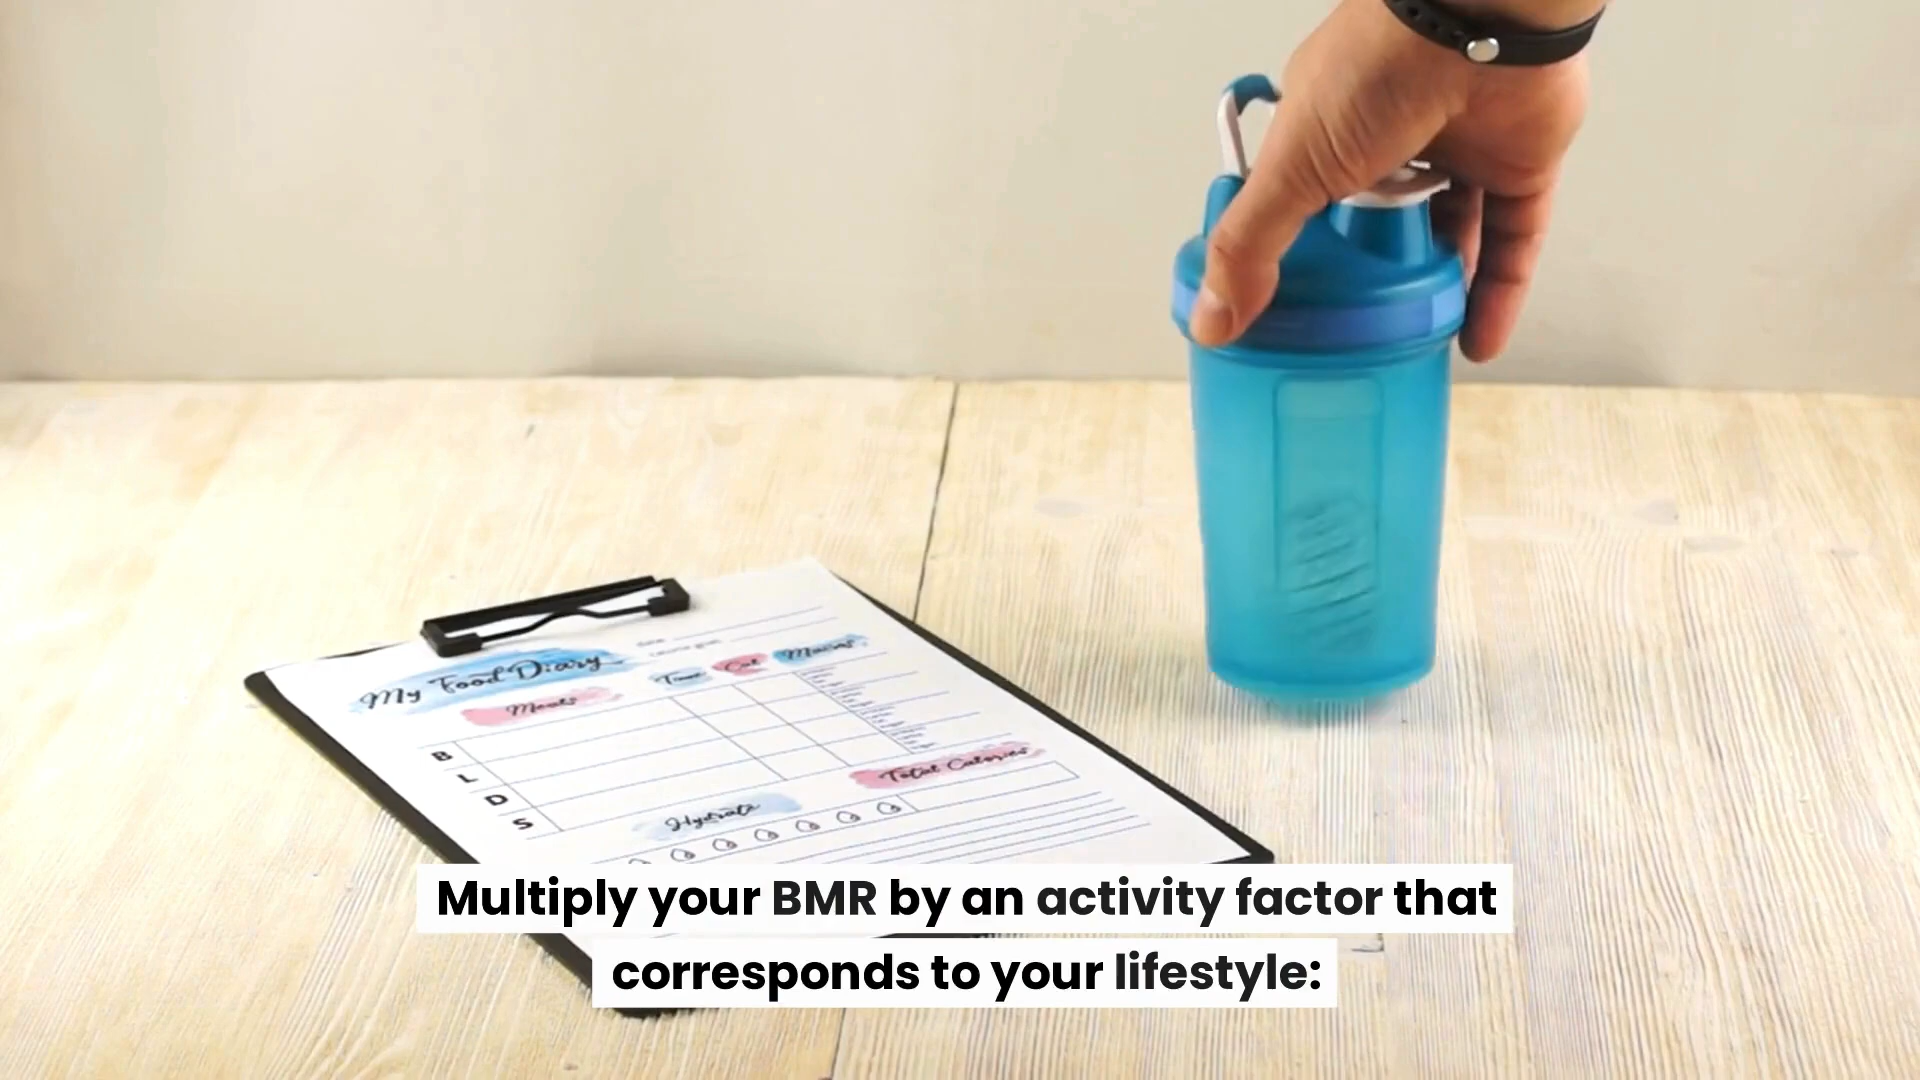 My Food Diary
Meals
Time
Cal
Macros
B
L
D
S
Total Calories
Hydrate
Multiply your BMR by an activity factor that
corresponds to your lifestyle: